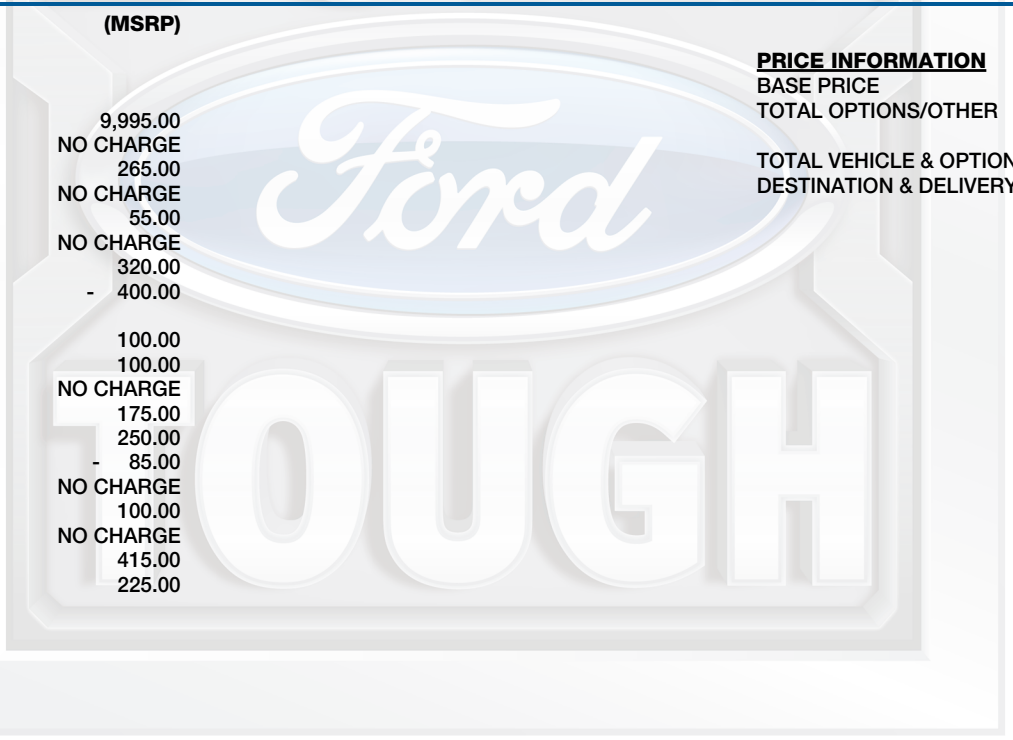 (MSRP)
9,995.00
NO CHARGE
265.00
NO CHARGE
55.00
NO CHARGE
320.00
- 400.00
100.00
100.00
NO CHARGE
175.00
250.00
- 85.00
NO CHARGE
100.00
NO CHARGE
415.00
225.00
PRICE INFORMATION
BASE PRICE
TOTAL OPTIONS/OTHER
TOTAL VEHICLE & OPTION
DESTINATION & DELIVERY
Ford
TOUGH